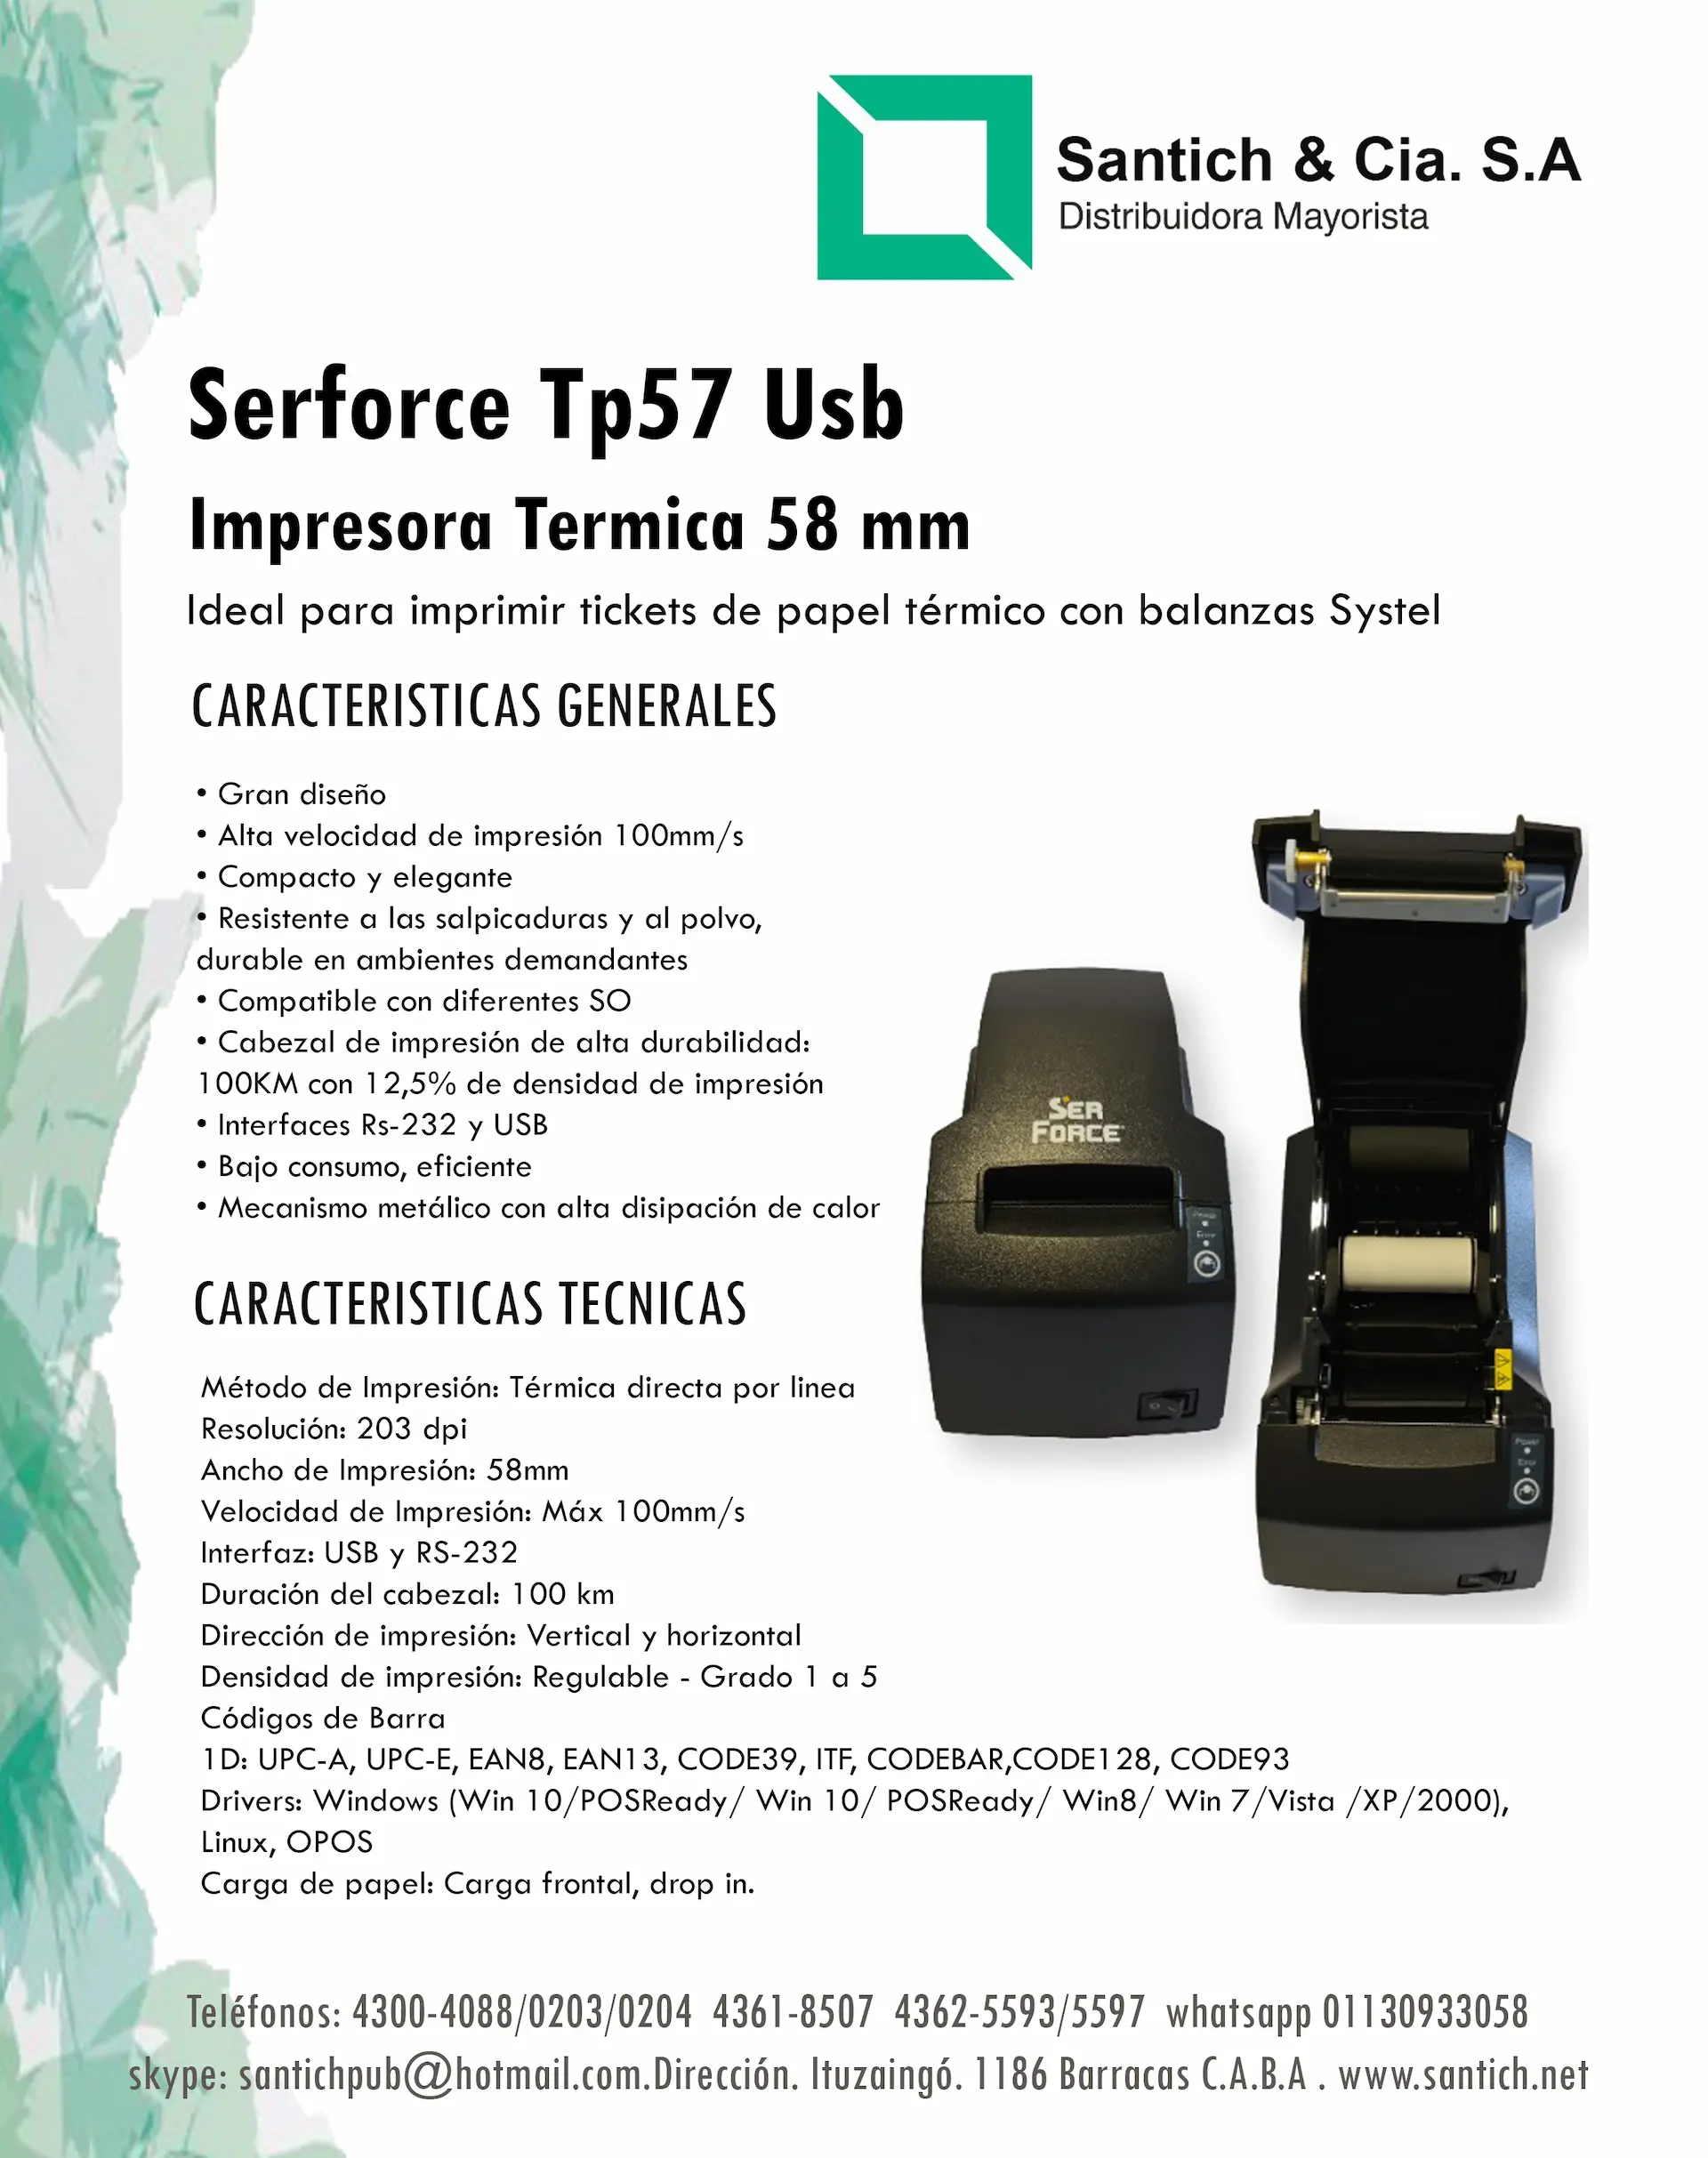 Santich & Cia. S.A
Distribuidora Mayorista
Serforce Tp57 Usb
Impresora Termica 58 mm
Ideal para imprimir tickets de papel térmico con balanzas Systel
CARACTERISTICAS GENERALES
• Gran diseño
• Alta velocidad de impresión 100mm/s
• Compacto y elegante
• Resistente a las salpicaduras y al polvo,
durable en ambientes demandantes
• Compatible con diferentes SO
• Cabezal de impresión de alta durabilidad:
100KM con 12,5% de densidad de impresión
• Interfaces Rs-232 y USB
• Bajo consumo, eficiente
• Mecanismo metálico con alta disipación de calor
SER
FORCE
Power
Error
Power
Error
CARACTERISTICAS TECNICAS
Método de Impresión: Térmica directa por linea
Resolución: 203 dpi
Ancho de Impresión: 58mm
Velocidad de Impresión: Máx 100mm/s
Interfaz: USB y RS-232
Duración del cabezal: 100 km
Dirección de impresión: Vertical y horizontal
Densidad de impresión: Regulable - Grado 1 a 5
Códigos de Barra
1D: UPC-A, UPC-E, EAN8, EAN13, CODE39, ITF, CODEBAR,CODE128, CODE93
Drivers: Windows (Win 10/POSReady/ Win 10/ POSReady/ Win8/ Win 7/Vista /XP/2000),
Linux, OPOS
Carga de papel: Carga frontal, drop in.
Teléfonos: 4300-4088/0203/0204 4361-8507 4362-5593/5597 whatsapp 01130933058
skype: santichpub@hotmail.com.Dirección. Ituzaingó. 1186 Barracas C.A.B.A . www.santich.net